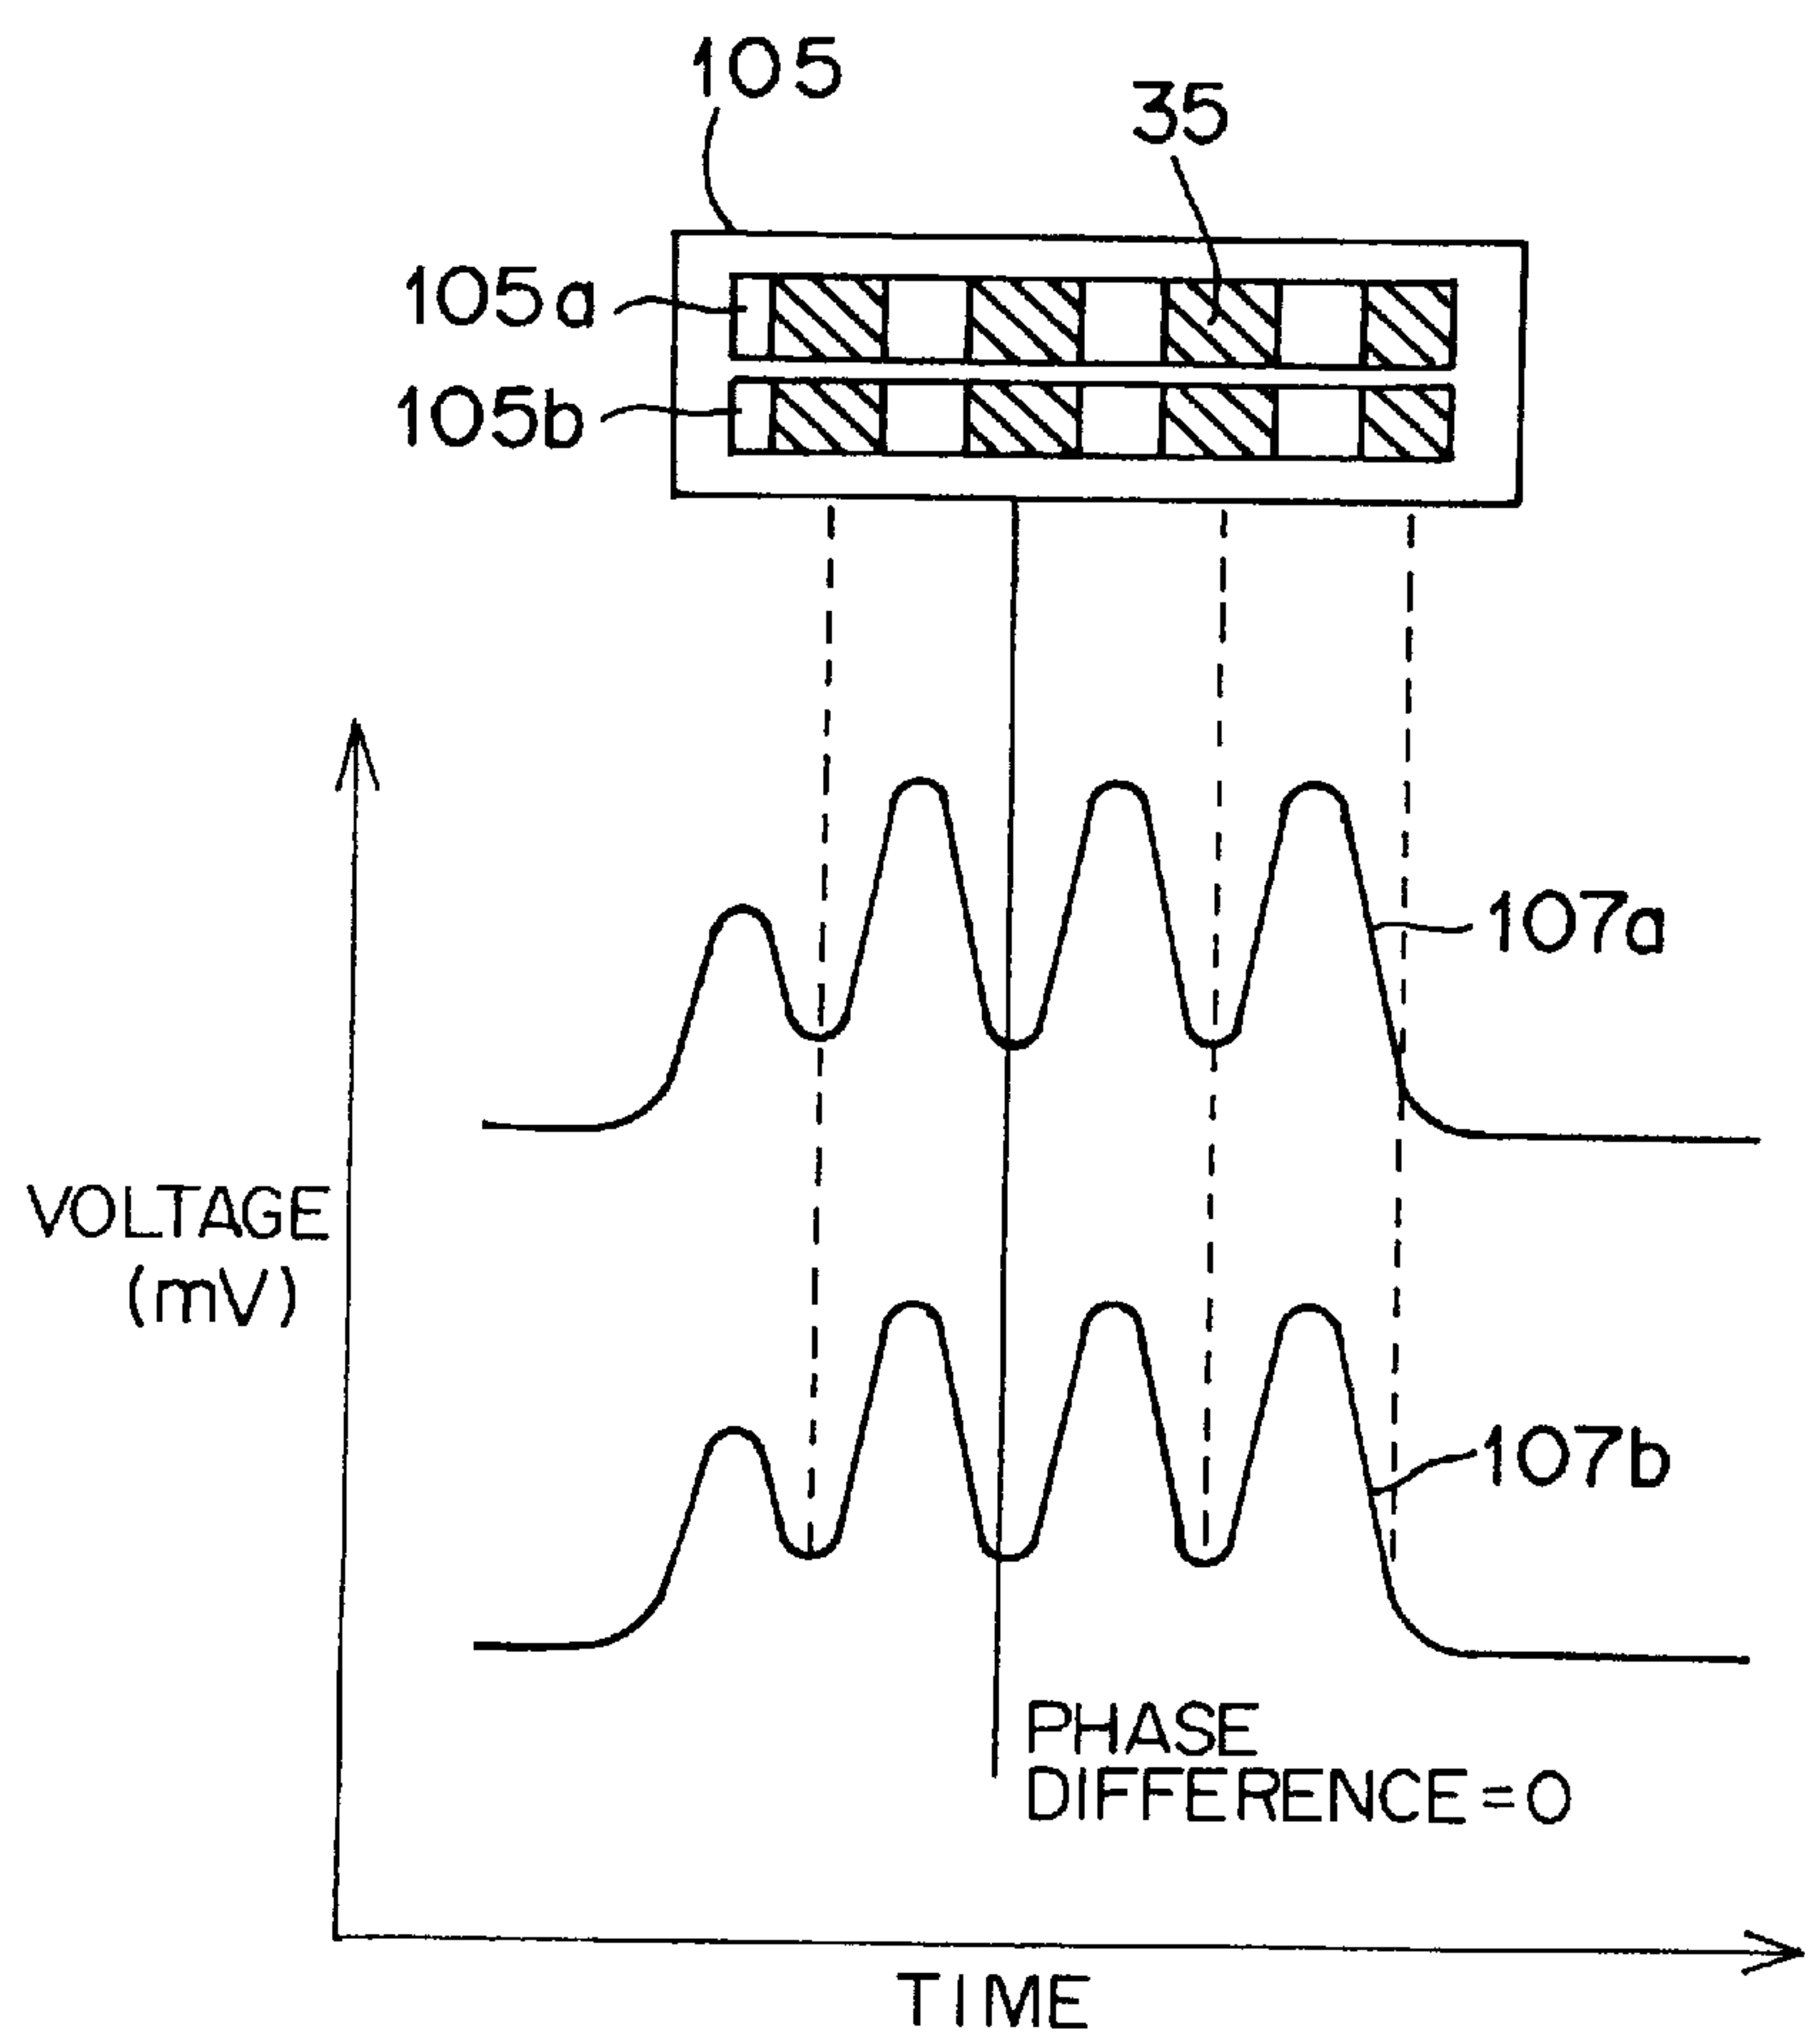 105
35
105a
105b
107a
VOLTAGE
(mV)
107b
PHASE
DIFFERENCE=0
TIME